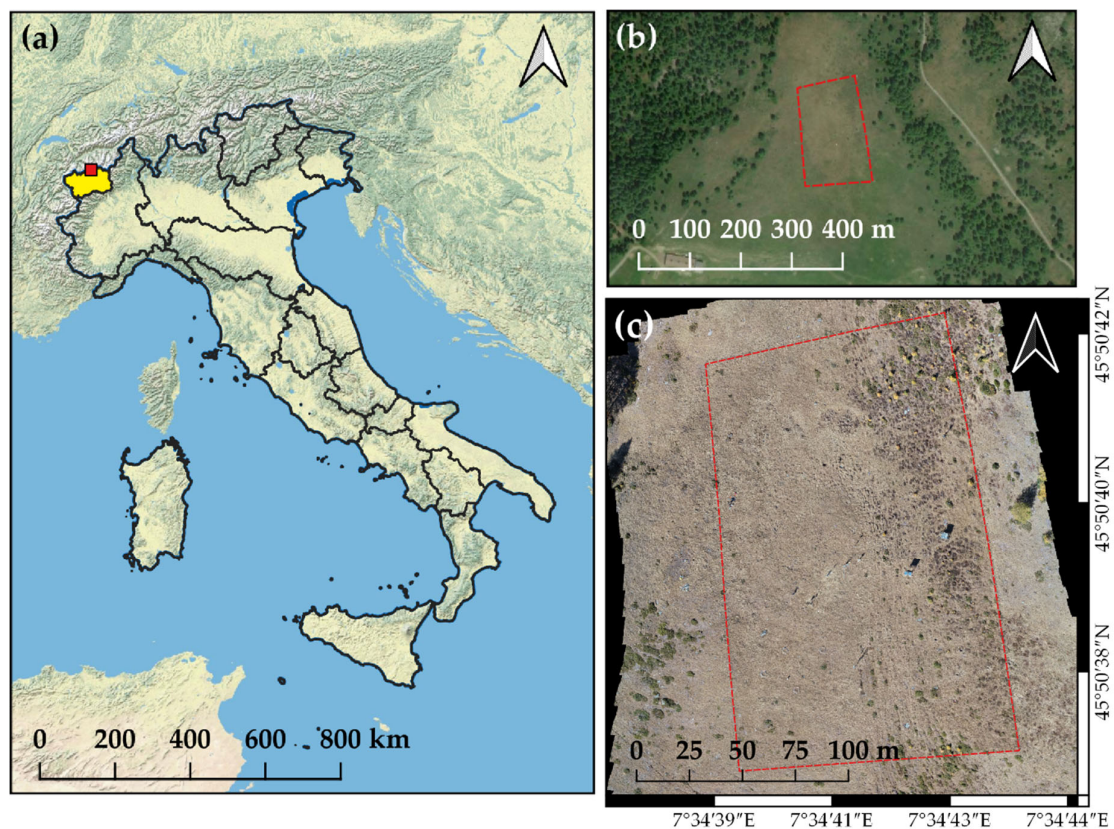 (a)
0 200 400 600 800 km
(b)
0 100 200 300 400 m
(c)
45°50′42″N
45°50′40″N
45°50′38″N
0 25 50 75 100 m
7°34′39″E 7°34′41″E 7°34′43″E 7°34′44″E